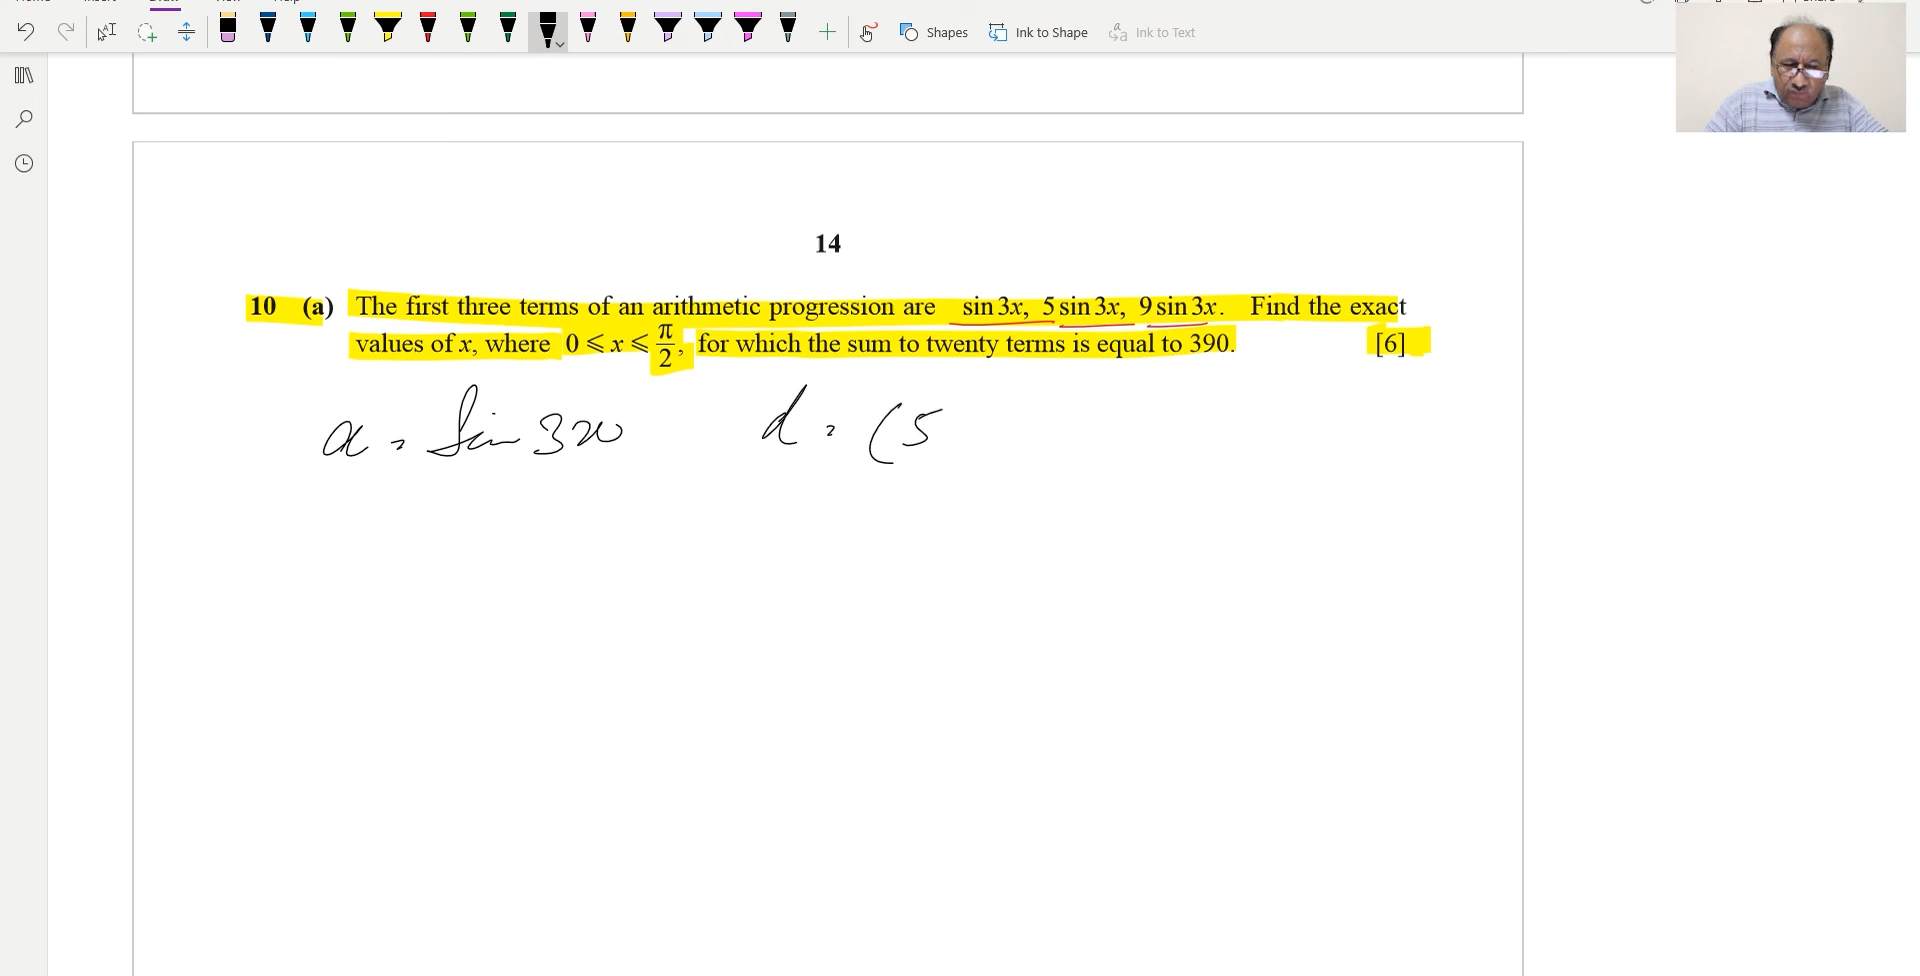 Shapes Ink to Shape Ink to Text
14
10 (a) The first three terms of an arithmetic progression are sin 3x, 5 sin 3x, 9 sin 3x. Find the exact
values of x, where 0 ⩽ x ⩽ π/2, for which the sum to twenty terms is equal to 390. [6]
a = Sin 3x d = (5